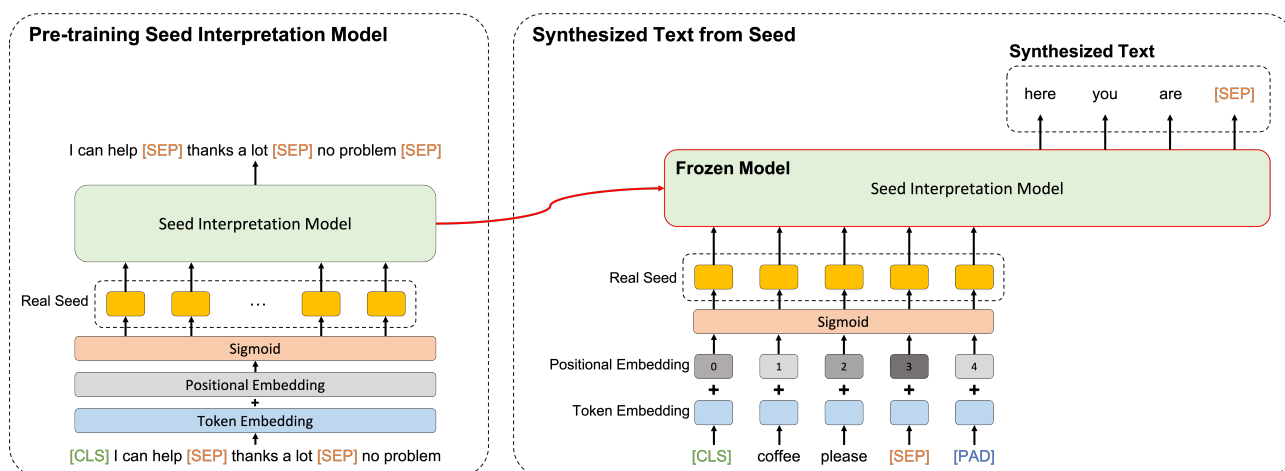 Pre-training Seed Interpretation Model
I can help [SEP] thanks a lot [SEP] no problem [SEP]
Seed Interpretation Model
Real Seed
...
Sigmoid
Positional Embedding
+
Token Embedding
[CLS] I can help [SEP] thanks a lot [SEP] no problem
Synthesized Text from Seed
Synthesized Text
here you are [SEP]
Frozen Model
Seed Interpretation Model
Real Seed
Sigmoid
Positional Embedding 0 1 2 3 4
+ + + + +
Token Embedding
[CLS] coffee please [SEP] [PAD]